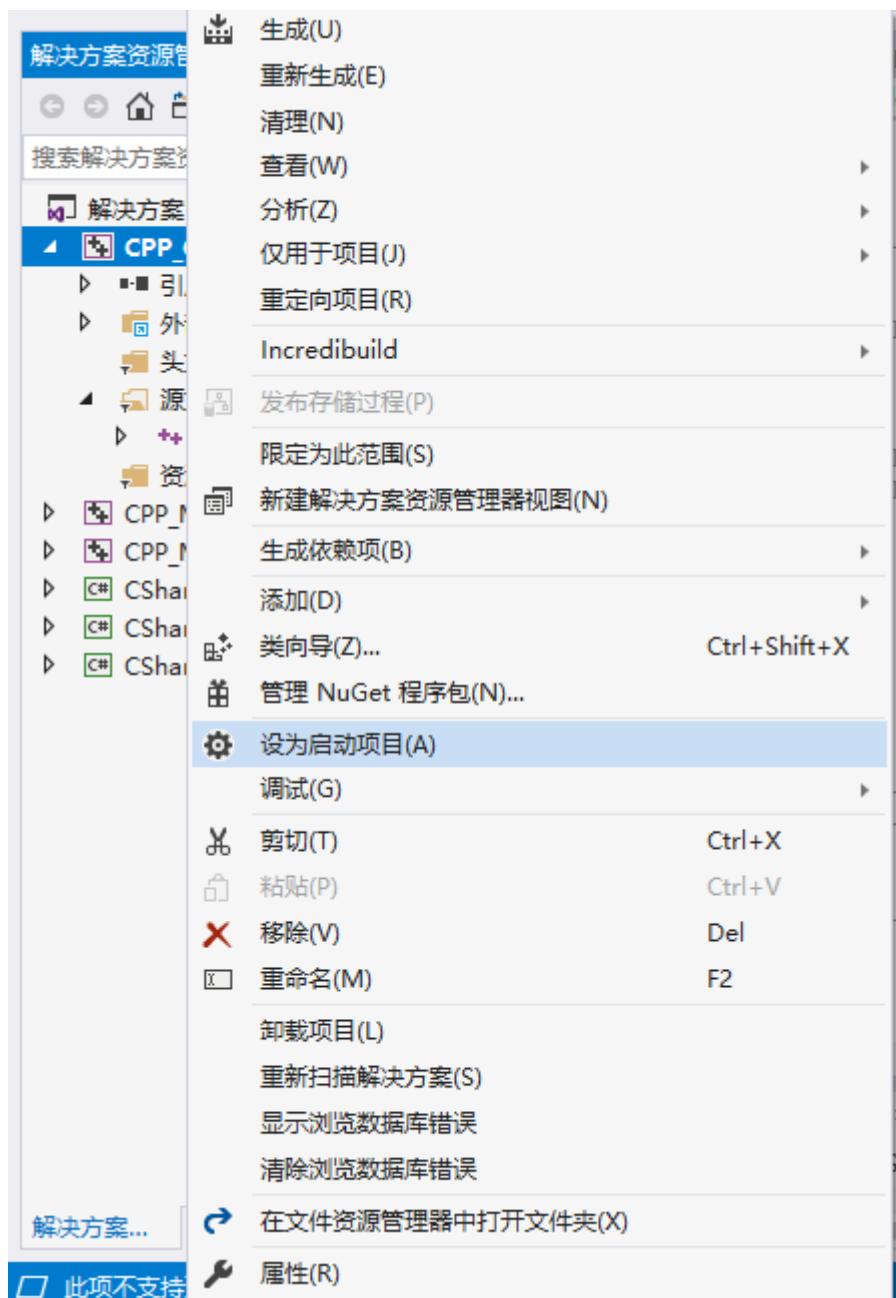 生成(U)
解决方案资源管
重新生成(E)
清理(N)
搜索解决方案资
查看(W)
解决方案
分析(Z)
CPP_
仅用于项目(J)
引
重定向项目(R)
外
Incredibuild
头
源
发布存储过程(P)
++
限定为此范围(S)
资
新建解决方案资源管理器视图(N)
CPP_
CPP_
生成依赖项(B)
C# CShar
添加(D)
C# CShar
类向导(Z)... Ctrl+Shift+X
C# CShar
管理 NuGet 程序包(N)...
设为启动项目(A)
调试(G)
剪切(T) Ctrl+X
粘贴(P) Ctrl+V
移除(V) Del
重命名(M) F2
卸载项目(L)
重新扫描解决方案(S)
显示浏览数据库错误
清除浏览数据库错误
在文件资源管理器中打开文件夹(X)
解决方案...
属性(R)
此项不支持